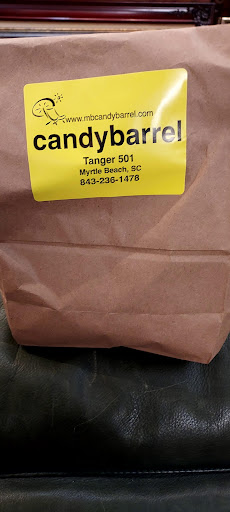 www.mbcandybarrel.com
candybarrel
Tanger 501
Myrtle Beach, SC
843-236-1478